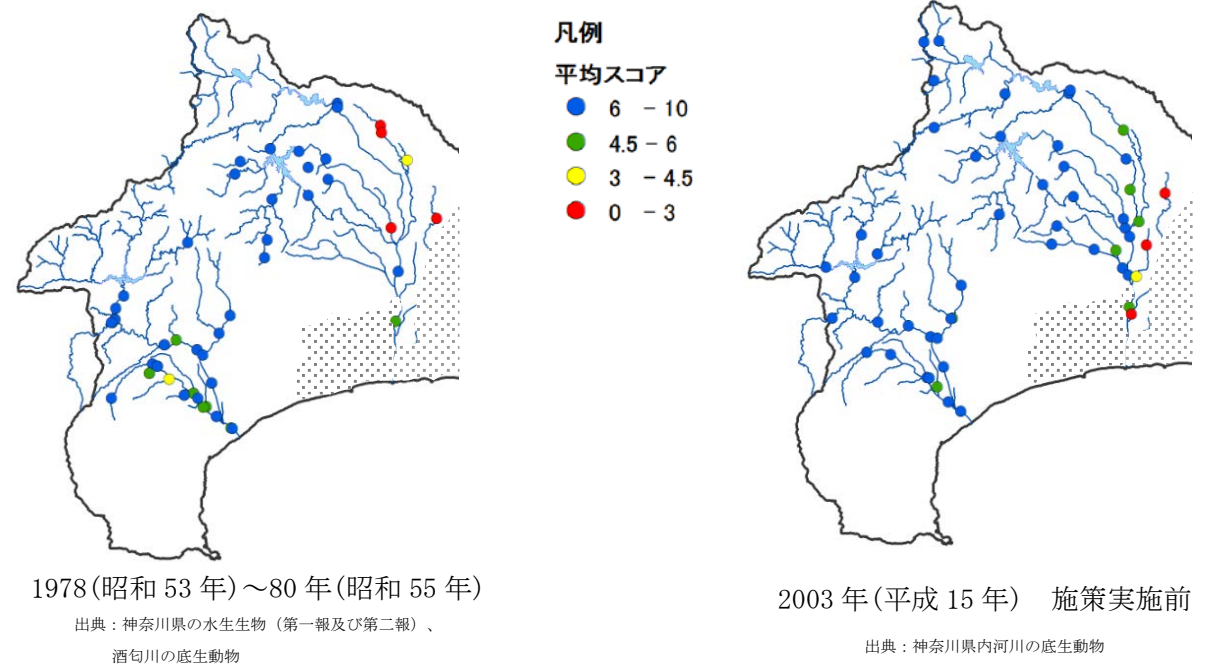 凡例
平均スコア
6 －10
4.5－6
3 －4.5
0 －3
1978(昭和 53 年)～80 年(昭和 55 年)
出典：神奈川県の水生生物（第一報及び第二報）、
酒匂川の底生動物
2003 年(平成 15 年)　施策実施前
出典：神奈川県内河川の底生動物